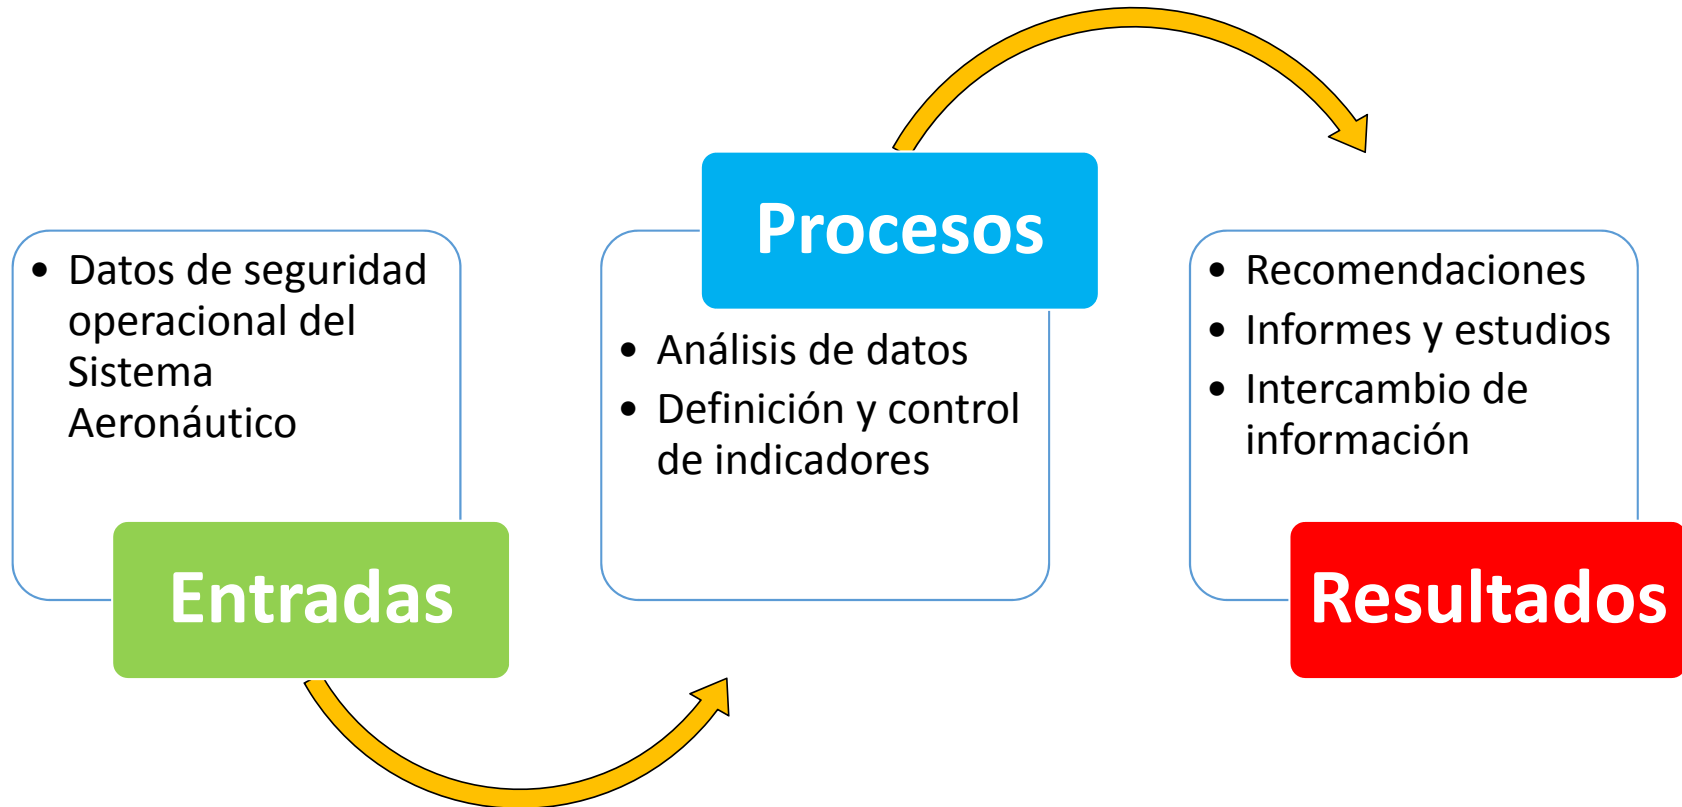 • Datos de seguridad
operacional del
Sistema
Aeronáutico
Entradas
Procesos
• Análisis de datos
• Definición y control
de indicadores
• Recomendaciones
• Informes y estudios
• Intercambio de
información
Resultados